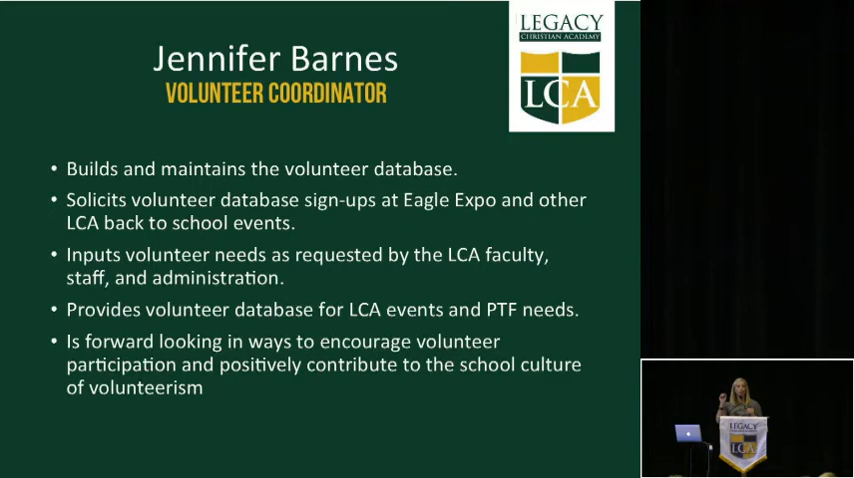 LEGACY
CHRISTIAN ACADEMY
LCA
Jennifer Barnes
VOLUNTEER COORDINATOR
• Builds and maintains the volunteer database.
• Solicits volunteer database sign-ups at Eagle Expo and other
LCA back to school events.
• Inputs volunteer needs as requested by the LCA faculty,
staff, and administration.
• Provides volunteer database for LCA events and PTF needs.
• Is forward looking in ways to encourage volunteer
participation and positively contribute to the school culture
of volunteerism
LEGACY
LCA